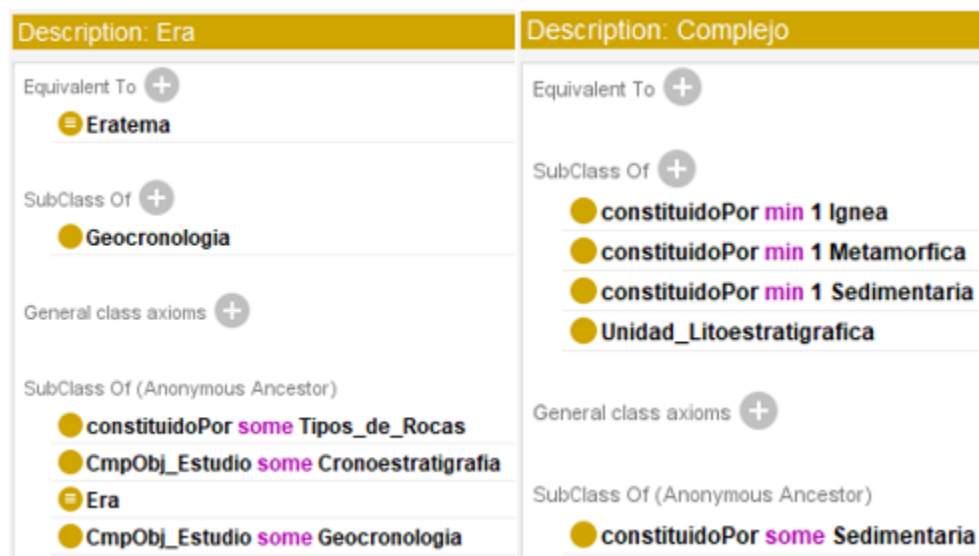 Description: Era
Equivalent To
Eratema
SubClass Of
Geocronologia
General class axioms
SubClass Of (Anonymous Ancestor)
constituidoPor some Tipos_de_Rocas
CmpObj_Estudio some Cronoestratigrafia
Era
CmpObj_Estudio some Geocronologia
Description: Complejo
Equivalent To
SubClass Of
constituidoPor min 1 Ignea
constituidoPor min 1 Metamorfica
constituidoPor min 1 Sedimentaria
Unidad_Litoestratigrafica
General class axioms
SubClass Of (Anonymous Ancestor)
constituidoPor some Sedimentaria